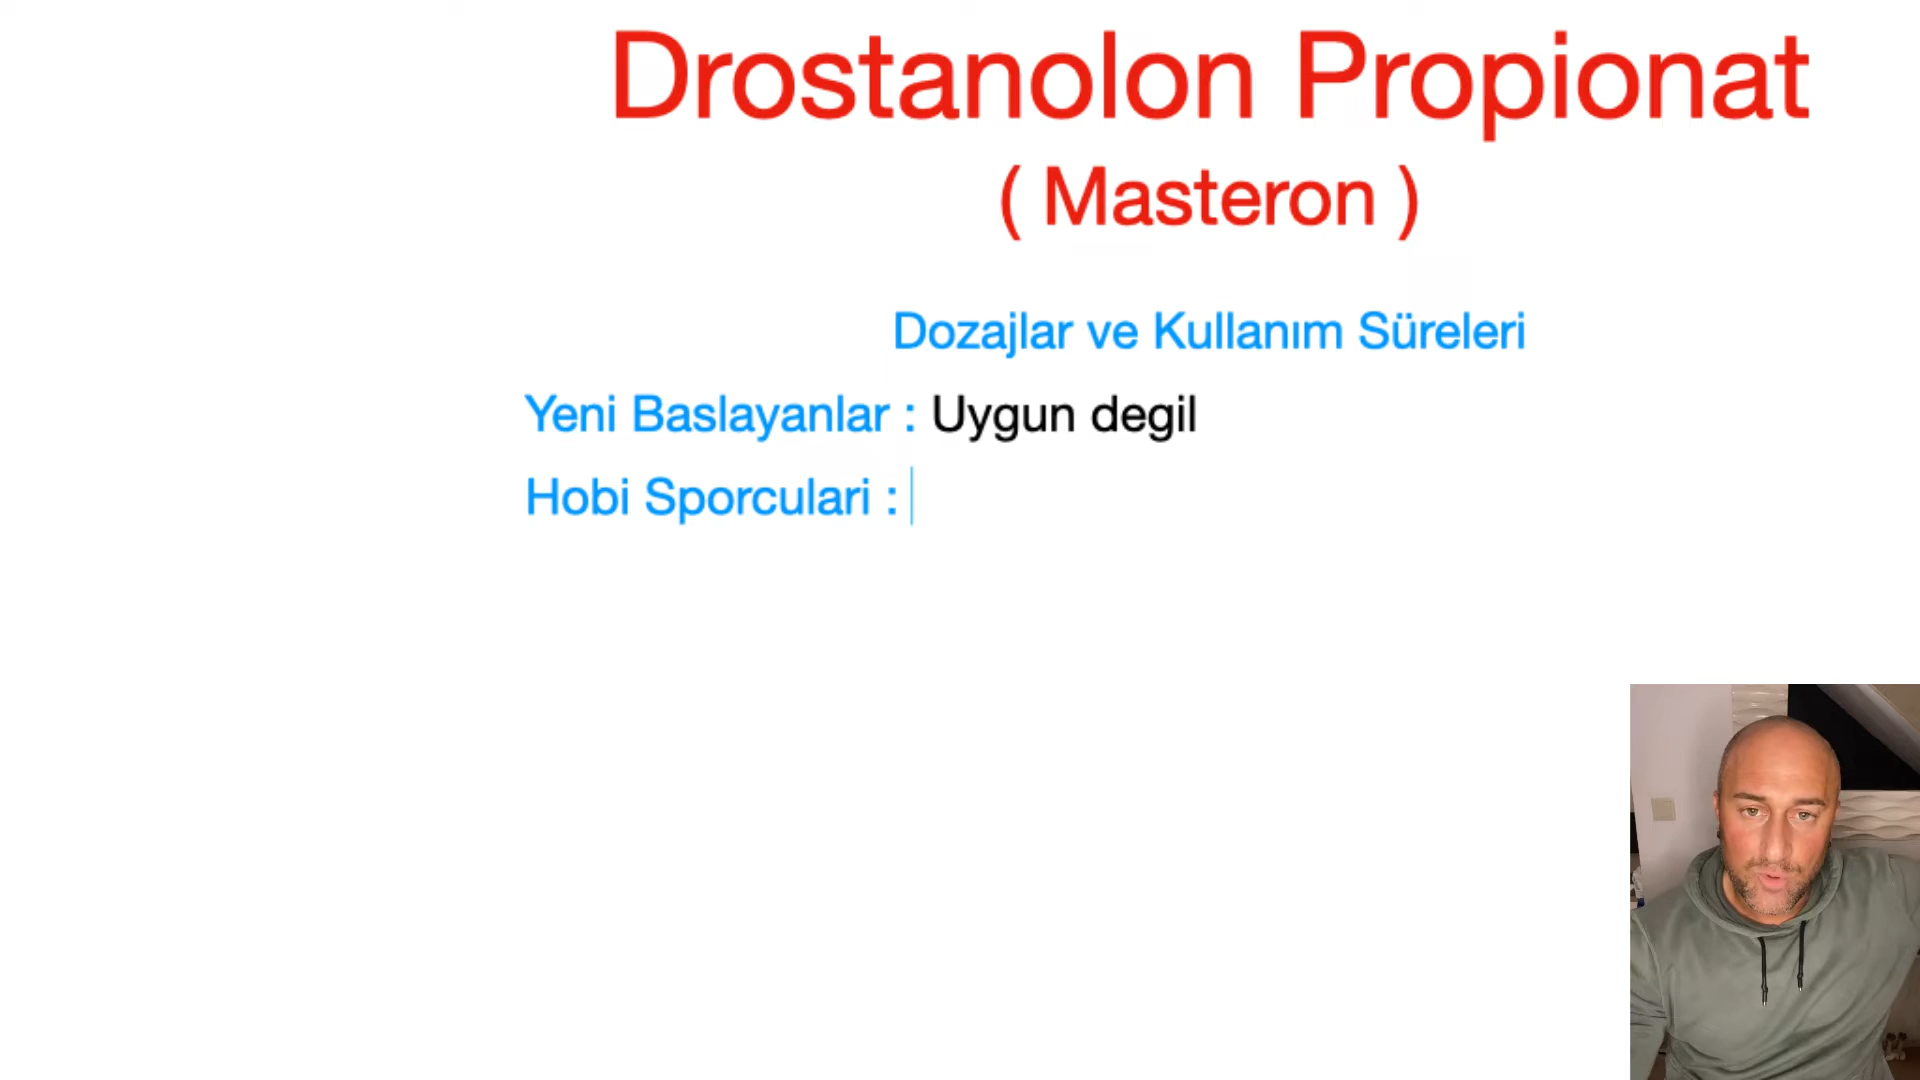 Drostanolon Propionat
( Masteron )
Dozajlar ve Kullanım Süreleri
Yeni Baslayanlar : Uygun degil
Hobi Sporculari :